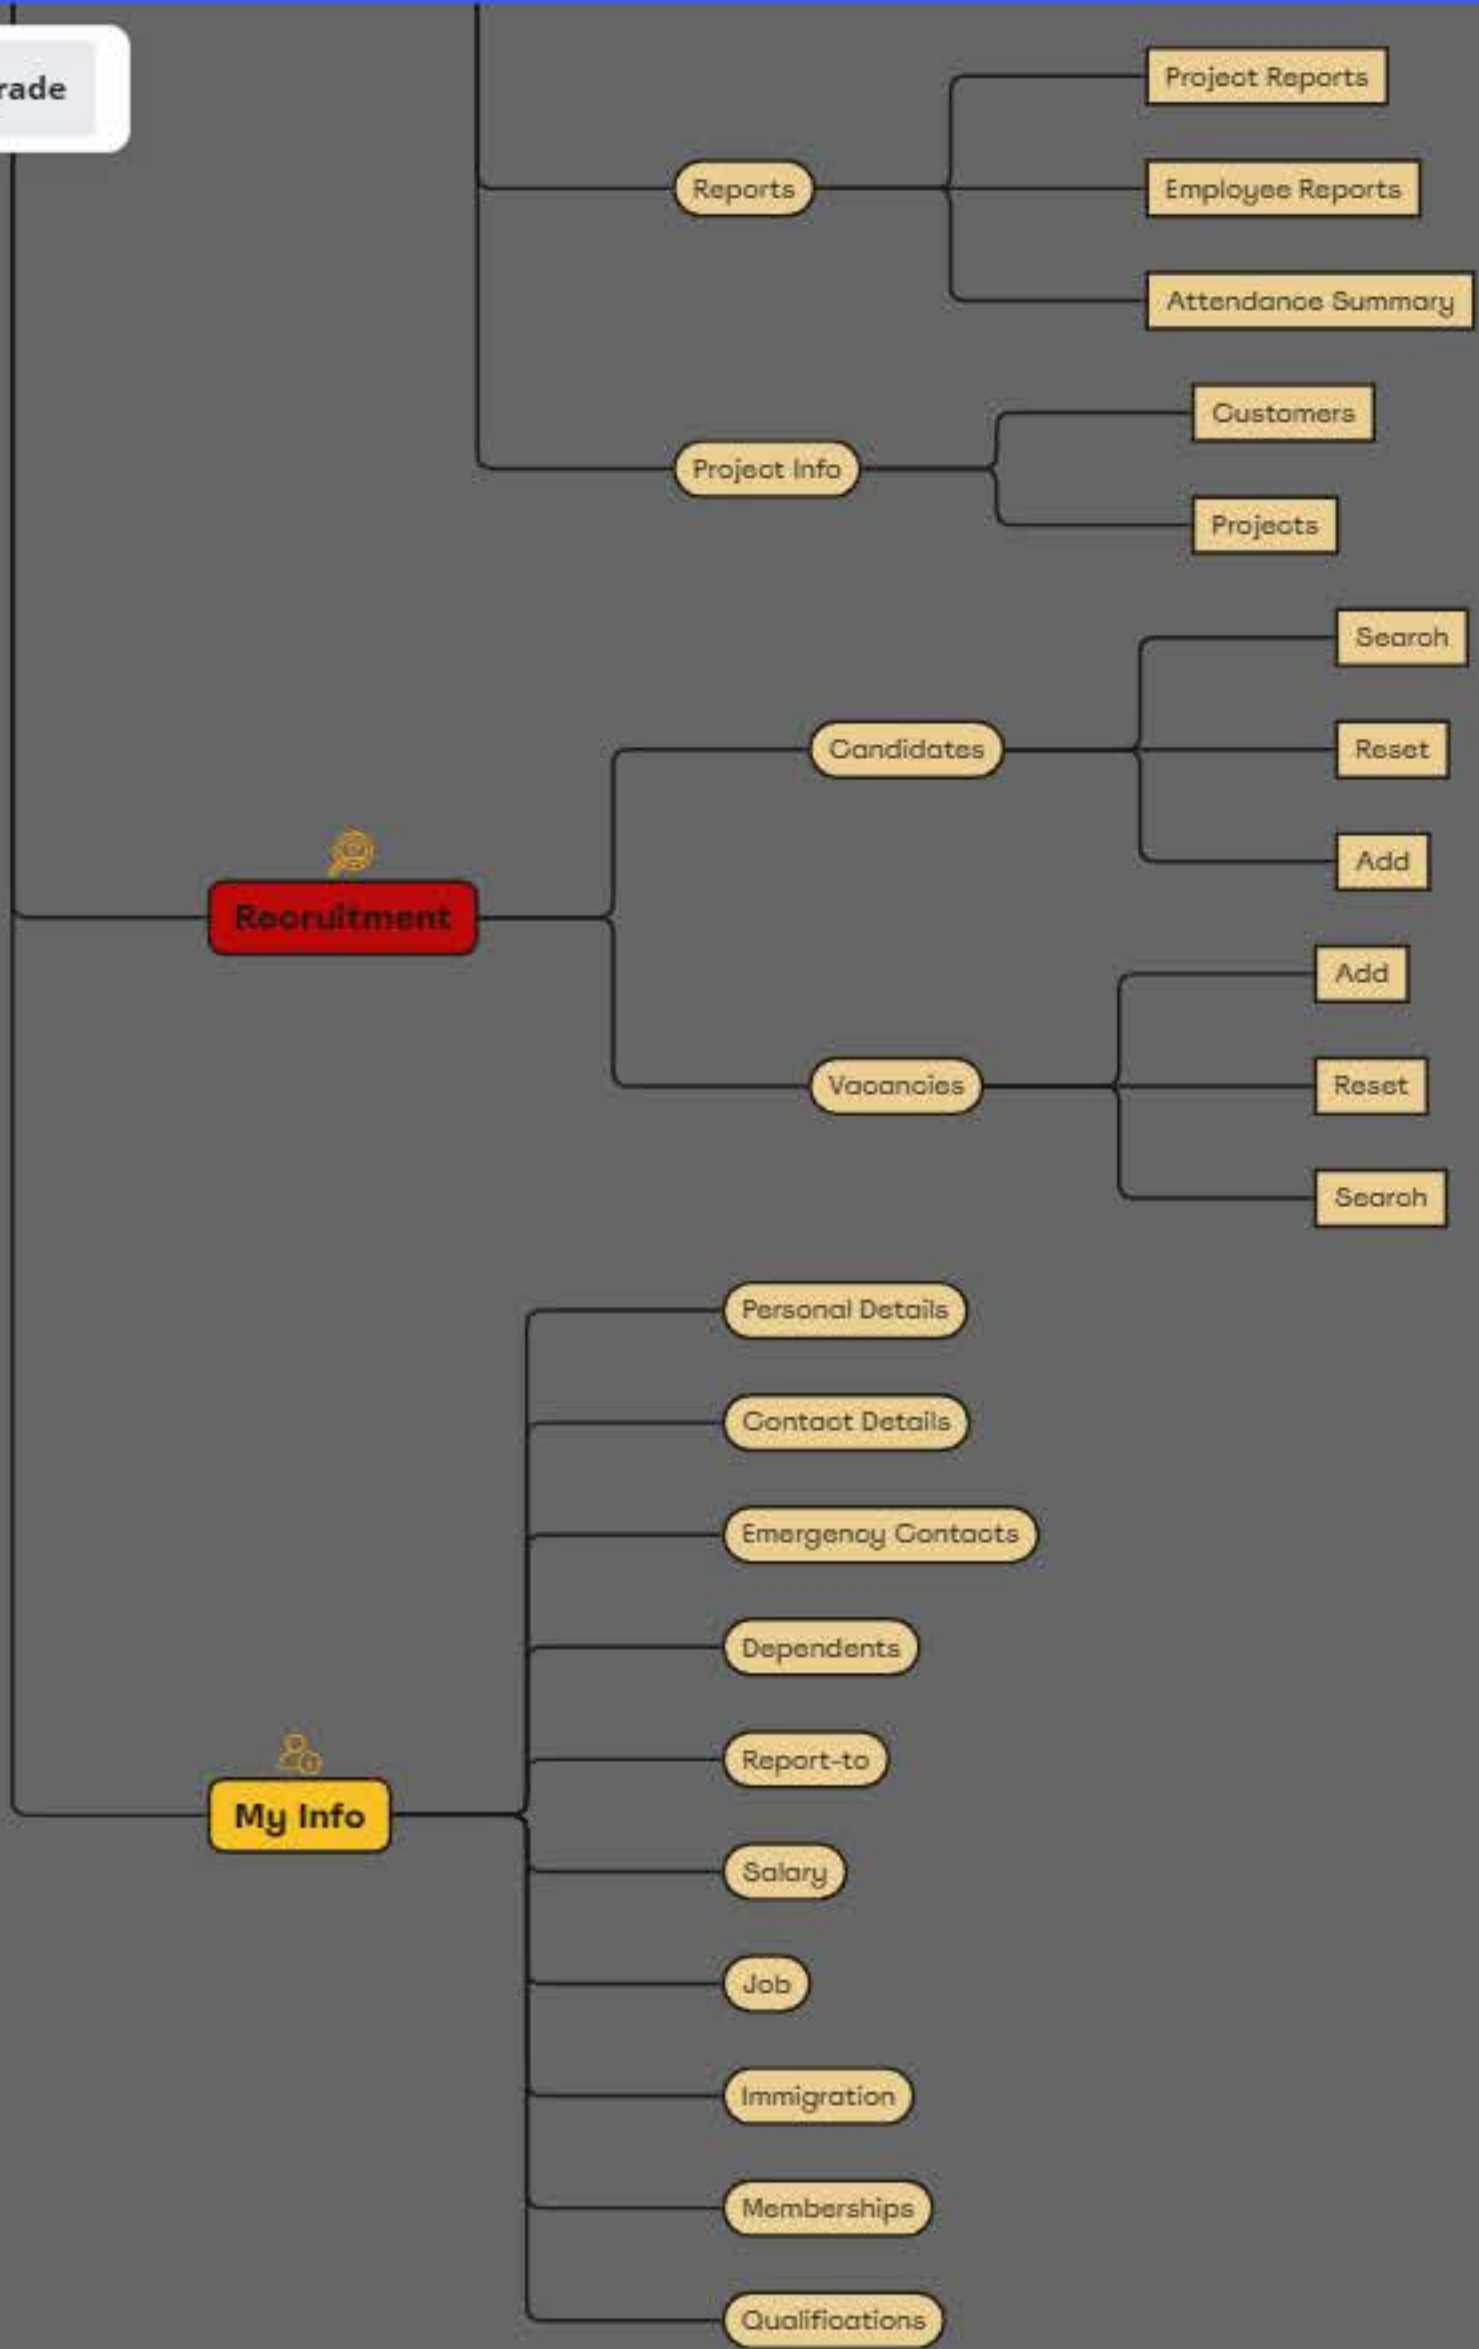 rade
Project Reports
Reports
Employee Reports
Attendance Summary
Customers
Project Info
Projects
Search
Candidates
Reset
Add
Recruitment
Add
Vacancies
Reset
Search
Personal Details
Contact Details
Emergency Contacts
Dependents
Report-to
My Info
Salary
Job
Immigration
Memberships
Qualifications